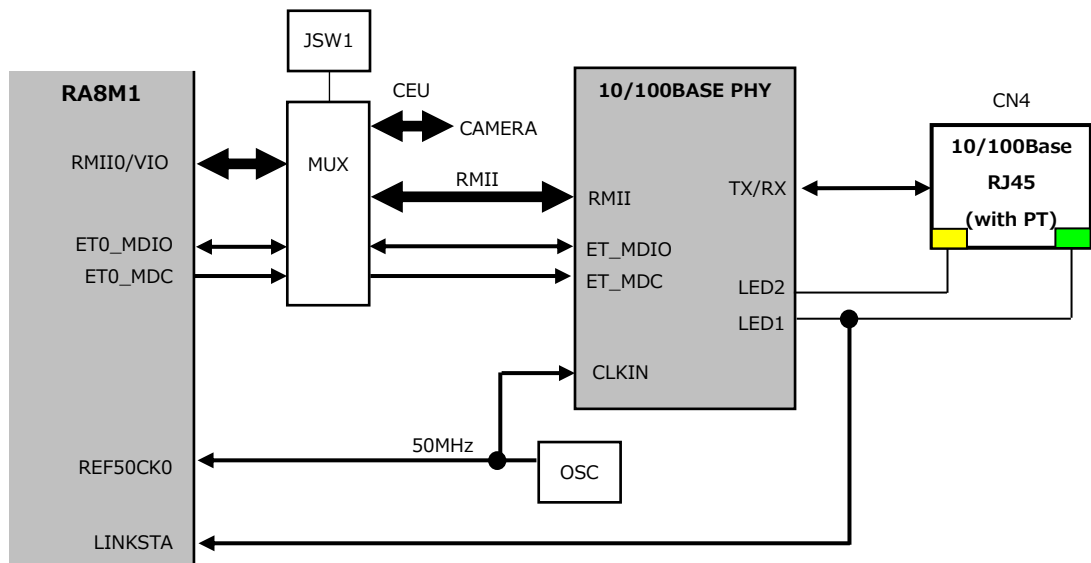 JSW1
RA8M1
10/100BASE PHY
CEU
CAMERA
CN4
10/100Base
RJ45
(with PT)
RMII0/VIO
MUX
RMII
RMII
TX/RX
ET0_MDIO
ET_MDIO
ET0_MDC
ET_MDC
LED2
LED1
CLKIN
50MHz
REF50CK0
OSC
LINKSTA